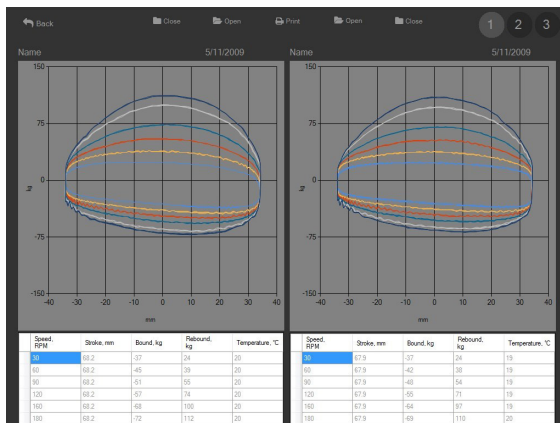 Back Close Open Print Open Close 1 2 3
Name 5/11/2009 Name 5/11/2009
150 150
75 75
0 0
kg kg
-75 -75
-150 -150
-40 -30 -20 -10 0 10 20 30 40 -40 -30 -20 -10 0 10 20 30 40
mm mm
Speed, RPM Stroke, mm Bound, kg Rebound, kg Temperature, °C Speed, RPM Stroke, mm Bound, kg Rebound, kg Temperature, °C
30 68.2 -37 24 20 30 67.9 -37 24 19
60 68.2 -45 39 20 60 67.9 -42 38 19
90 68.2 -51 55 20 90 67.9 -48 54 19
120 68.2 -57 74 20 120 67.9 -55 71 19
160 68.2 -68 100 20 160 67.9 -64 97 19
180 68.2 -72 112 20 180 67.9 -69 110 20